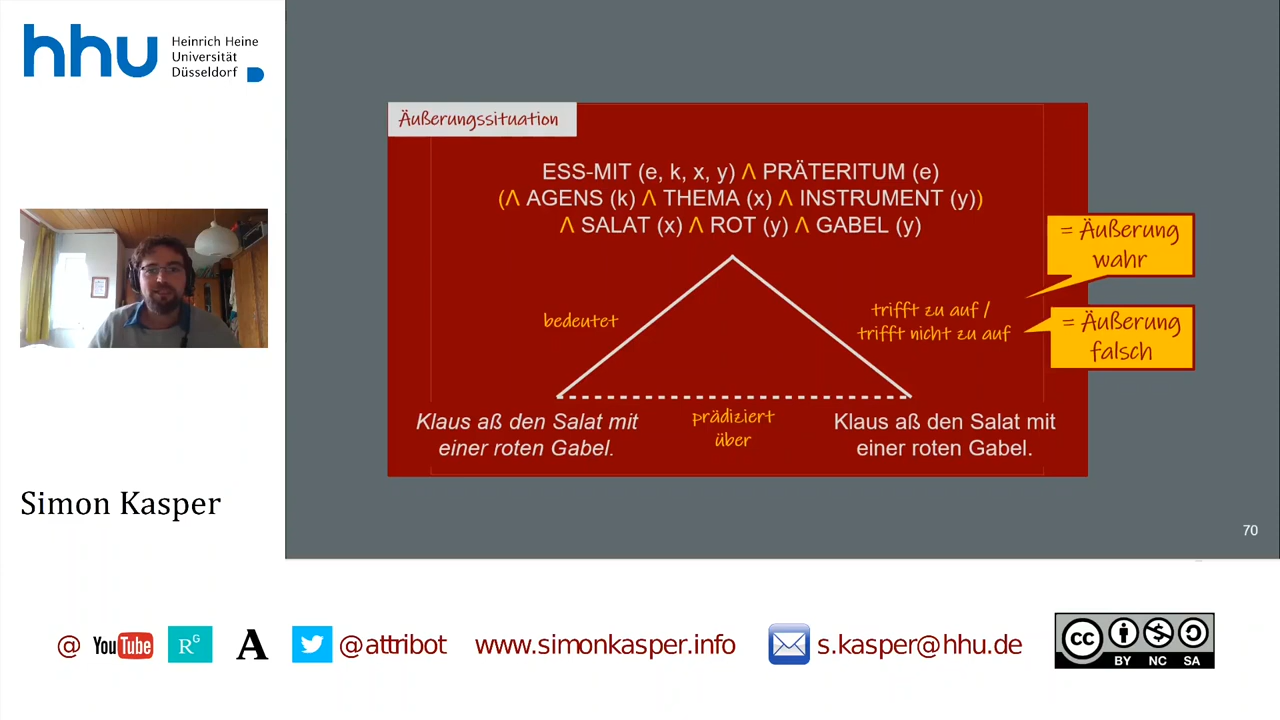 hhu
Heinrich Heine
Universität
Düsseldorf
Äußerungssituation
ESS-MIT (e, k, x, y) Λ PRÄTERITUM (e)
(Λ AGENS (k) Λ THEMA (x) Λ INSTRUMENT (y))
Λ SALAT (x) Λ ROT (y) Λ GABEL (y)
= Äußerung
wahr
bedeutet
trifft zu auf /
trifft nicht zu auf
= Äußerung
falsch
Klaus aß den Salat mit
einer roten Gabel.
prädiziert
über
Klaus aß den Salat mit
einer roten Gabel.
Simon Kasper
70
@ YouTube RG A @attribot www.simonkasper.info s.kasper@hhu.de
cc BY NC SA